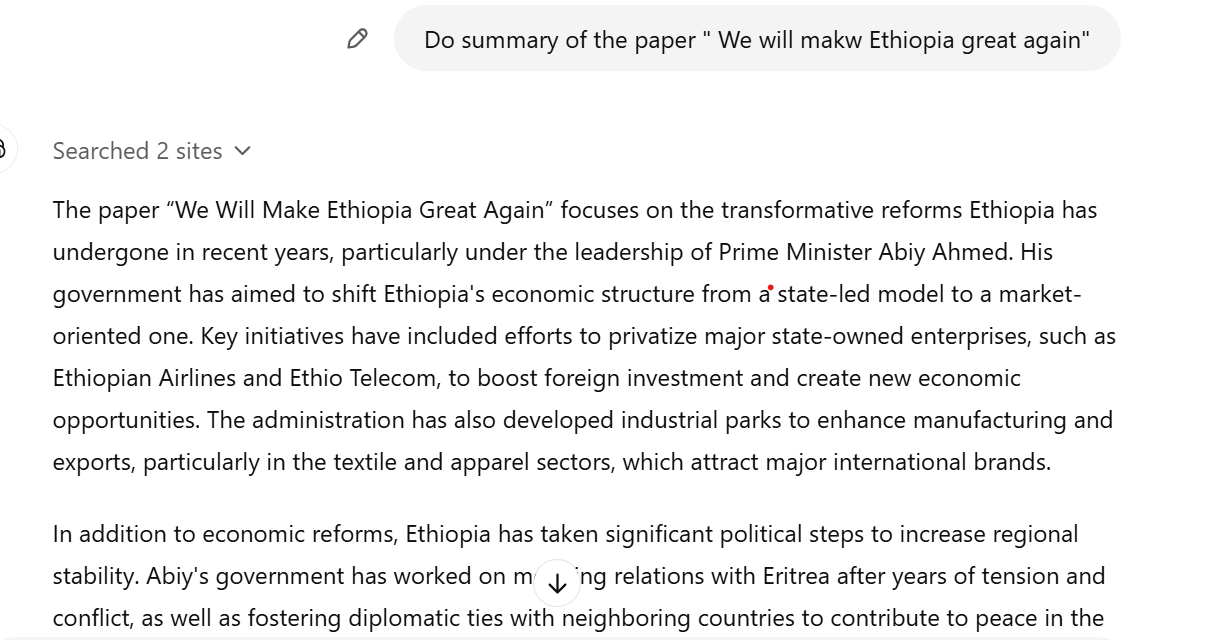 Do summary of the paper " We will makw Ethiopia great again"
Searched 2 sites
The paper “We Will Make Ethiopia Great Again” focuses on the transformative reforms Ethiopia has
undergone in recent years, particularly under the leadership of Prime Minister Abiy Ahmed. His
government has aimed to shift Ethiopia's economic structure from a state-led model to a market-
oriented one. Key initiatives have included efforts to privatize major state-owned enterprises, such as
Ethiopian Airlines and Ethio Telecom, to boost foreign investment and create new economic
opportunities. The administration has also developed industrial parks to enhance manufacturing and
exports, particularly in the textile and apparel sectors, which attract major international brands.
In addition to economic reforms, Ethiopia has taken significant political steps to increase regional
stability. Abiy's government has worked on relations with Eritrea after years of tension and
conflict, as well as fostering diplomatic ties with neighboring countries to contribute to peace in the